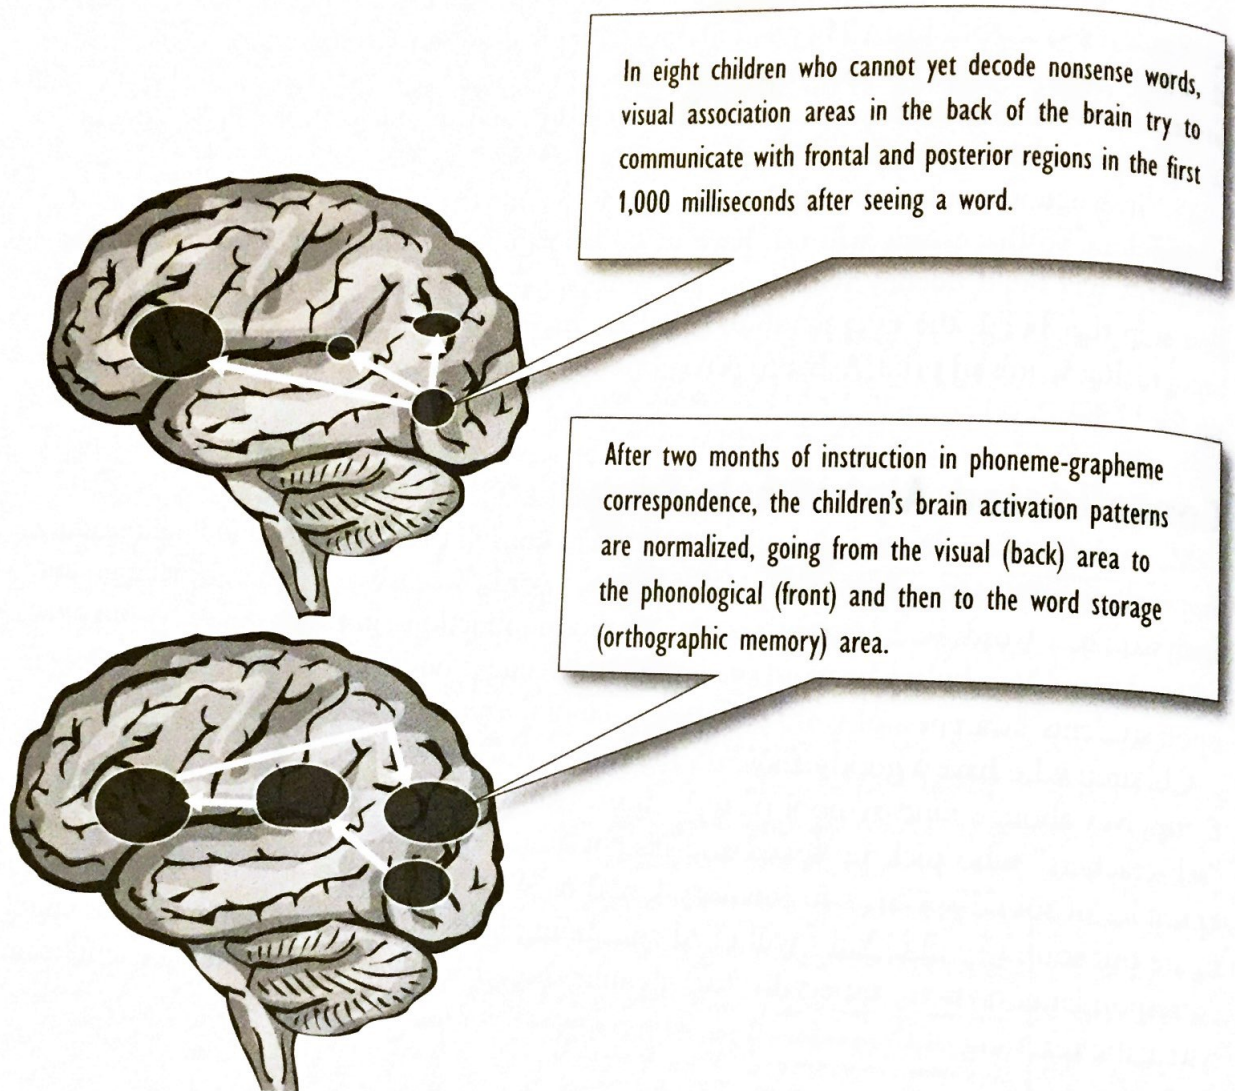 In eight children who cannot yet decode nonsense words,
visual association areas in the back of the brain try to
communicate with frontal and posterior regions in the first
1,000 milliseconds after seeing a word.
After two months of instruction in phoneme-grapheme
correspondence, the children's brain activation patterns
are normalized, going from the visual (back) area to
the phonological (front) and then to the word storage
(orthographic memory) area.